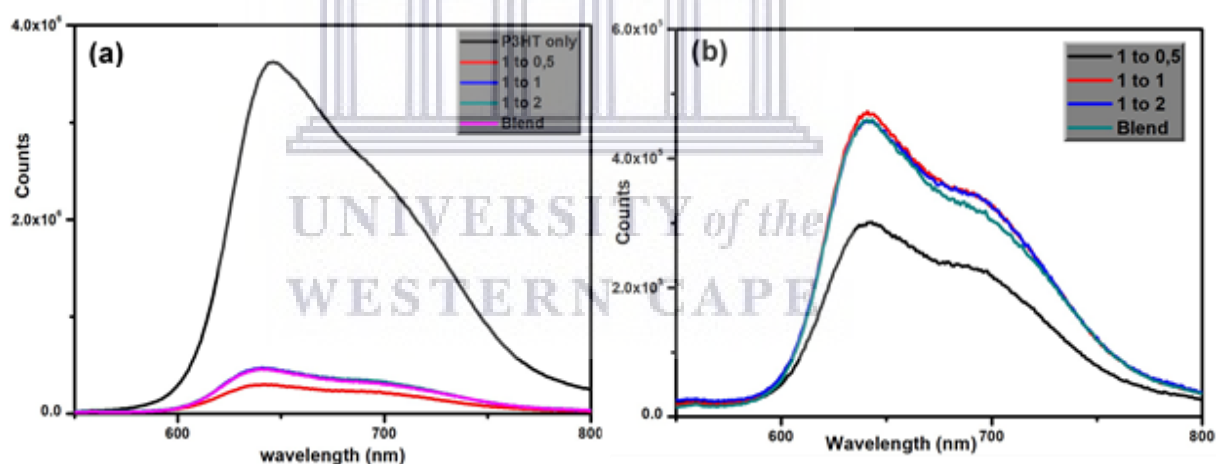 (a)
4.0x10⁶
2.0x10⁶
0.0
Counts
P3HT only
1 to 0,5
1 to 1
1 to 2
Blend
600
700
800
wavelength (nm)
(b)
6.0x10⁵
4.0x10⁵
2.0x10⁵
0.0
Counts
1 to 0,5
1 to 1
1 to 2
Blend
600
700
800
Wavelength (nm)
UNIVERSITY of the
WESTERN CAPE